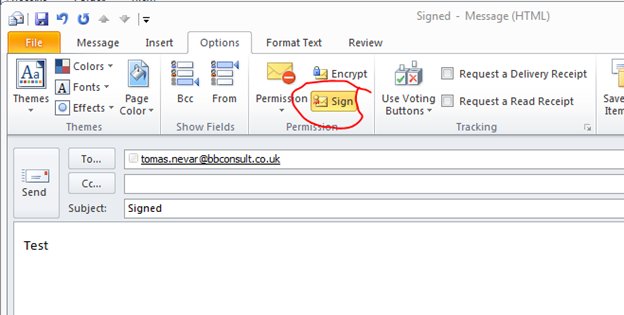 Signed - Message (HTML)
File Message Insert Options Format Text Review
Themes
Colors
Fonts
Effects
Page Color
Bcc
From
Permission
Encrypt
Sign
Use Voting Buttons
Request a Delivery Receipt
Request a Read Receipt
Save
Item
Themes Show Fields Permission Tracking
Send
To... tomas.nevar@bbconsult.co.uk
Cc...
Subject: Signed
Test